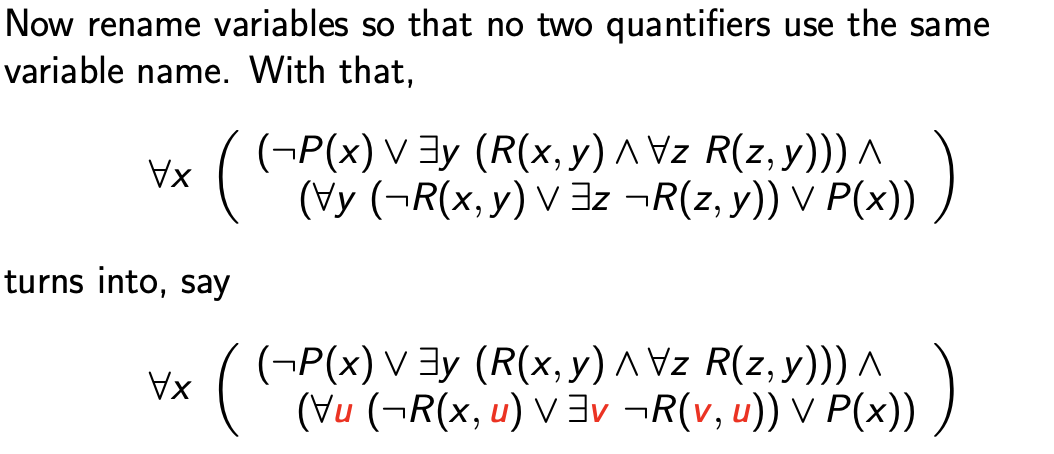 Now rename variables so that no two quantifiers use the same
variable name. With that,
∀x ( (¬P(x) ∨ ∃y (R(x, y) ∧ ∀z R(z, y))) ∧
(∀y (¬R(x, y) ∨ ∃z ¬R(z, y)) ∨ P(x)) )
turns into, say
∀x ( (¬P(x) ∨ ∃y (R(x, y) ∧ ∀z R(z, y))) ∧
(∀u (¬R(x, u) ∨ ∃v ¬R(v, u)) ∨ P(x)) )